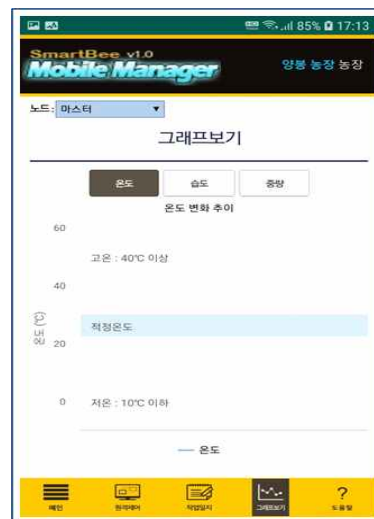 85% 17:13
SmartBee v1.0
Mobile Manager
양봉 농장 농장
노드: 마스터
그래프보기
온도 습도 중량
온도 변화 추이
60
고온 : 40℃ 이상
40
적정온도
온도 (℃)
20
0
저온 : 10℃ 이하
온도
메인 원격제어 작업일지 그래프보기 도움말